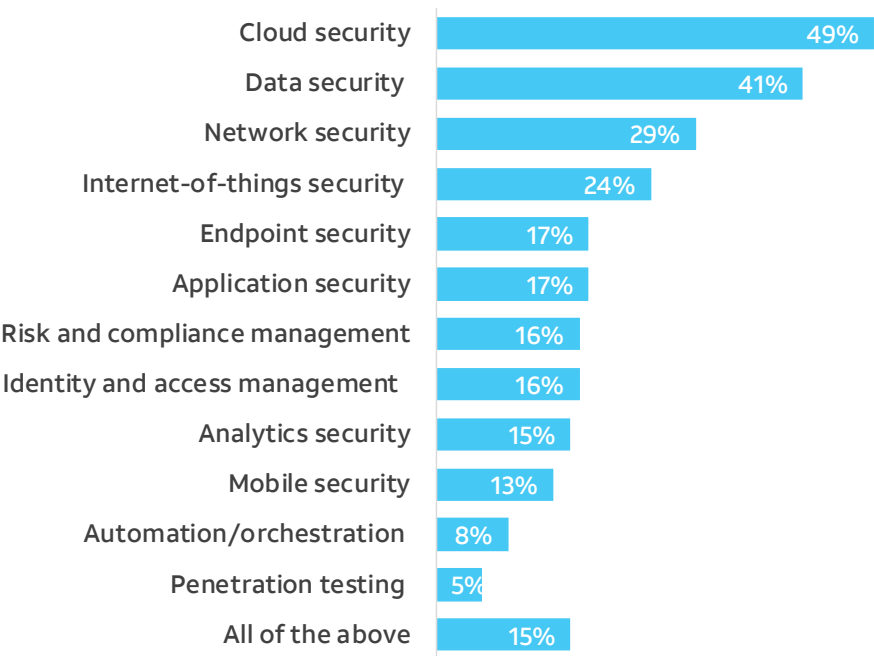 Cloud security 49%
Data security 41%
Network security 29%
Internet-of-things security 24%
Endpoint security 17%
Application security 17%
Risk and compliance management 16%
Identity and access management 16%
Analytics security 15%
Mobile security 13%
Automation/orchestration 8%
Penetration testing 5%
All of the above 15%